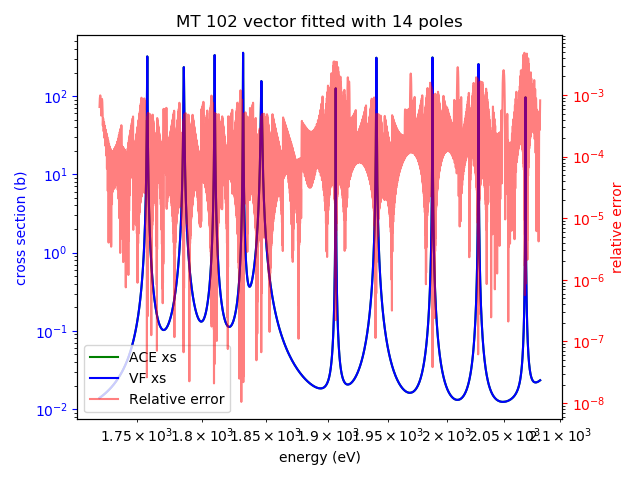 MT 102 vector fitted with 14 poles
cross section (b)
10²
10¹
10⁰
10⁻¹
10⁻²
10⁻³
10⁻⁴
10⁻⁵
10⁻⁶
10⁻⁷
10⁻⁸
relative error
ACE xs
VF xs
Relative error
1.75 × 10³ 1.8 × 10³ 1.85 × 10³ 1.9 × 10³ 1.95 × 10³ 2 × 10³ 2.05 × 10³ 2.1 × 10³
energy (eV)